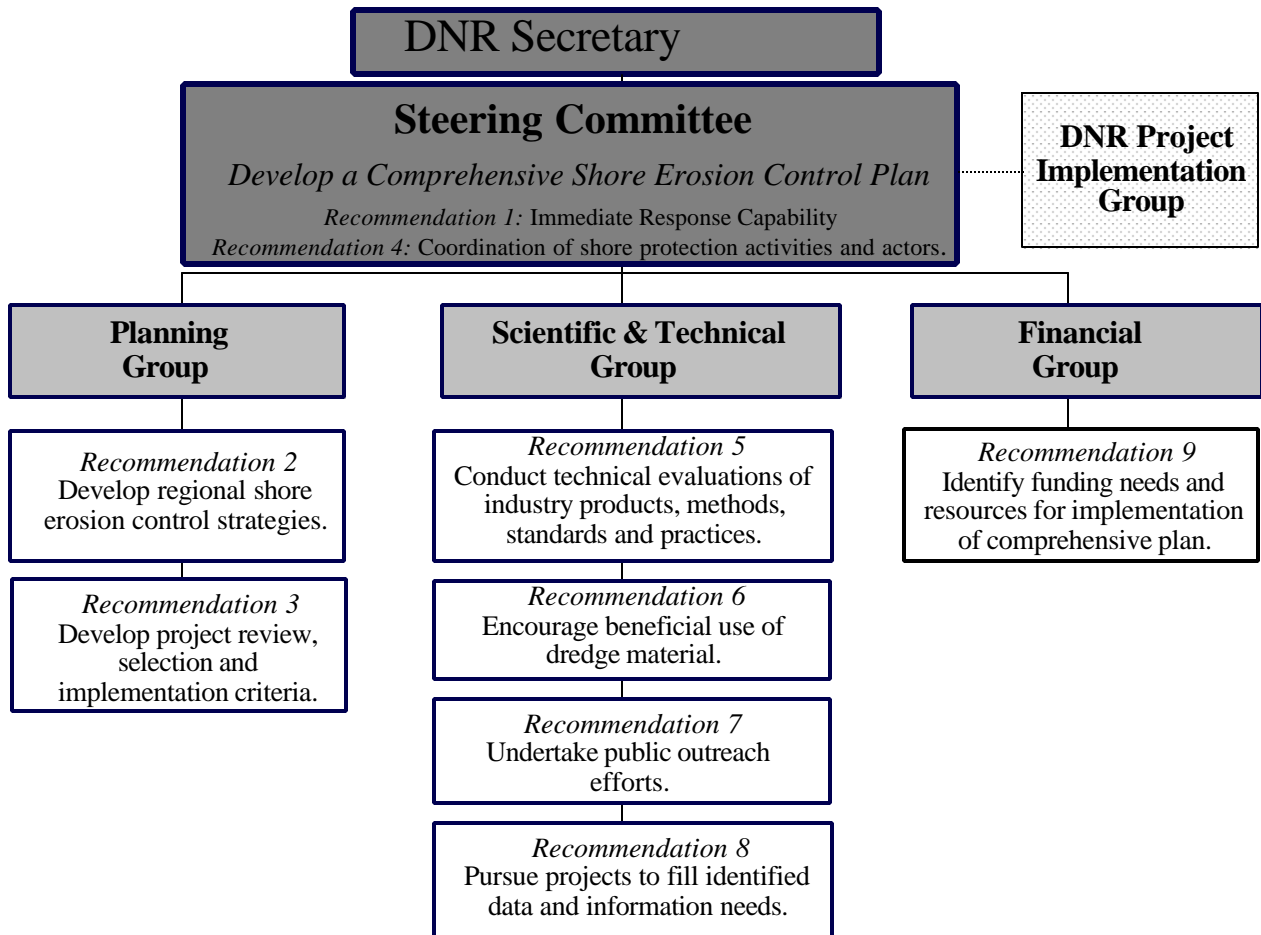 DNR Secretary
Steering Committee
Develop a Comprehensive Shore Erosion Control Plan
Recommendation 1: Immediate Response Capability
Recommendation 4: Coordination of shore protection activities and actors.
DNR Project
Implementation
Group
Planning
Group
Recommendation 2
Develop regional shore
erosion control strategies.
Recommendation 3
Develop project review,
selection and
implementation criteria.
Scientific & Technical
Group
Recommendation 5
Conduct technical evaluations of
industry products, methods,
standards and practices.
Recommendation 6
Encourage beneficial use of
dredge material.
Recommendation 7
Undertake public outreach
efforts.
Recommendation 8
Pursue projects to fill identified
data and information needs.
Financial
Group
Recommendation 9
Identify funding needs and
resources for implementation
of comprehensive plan.